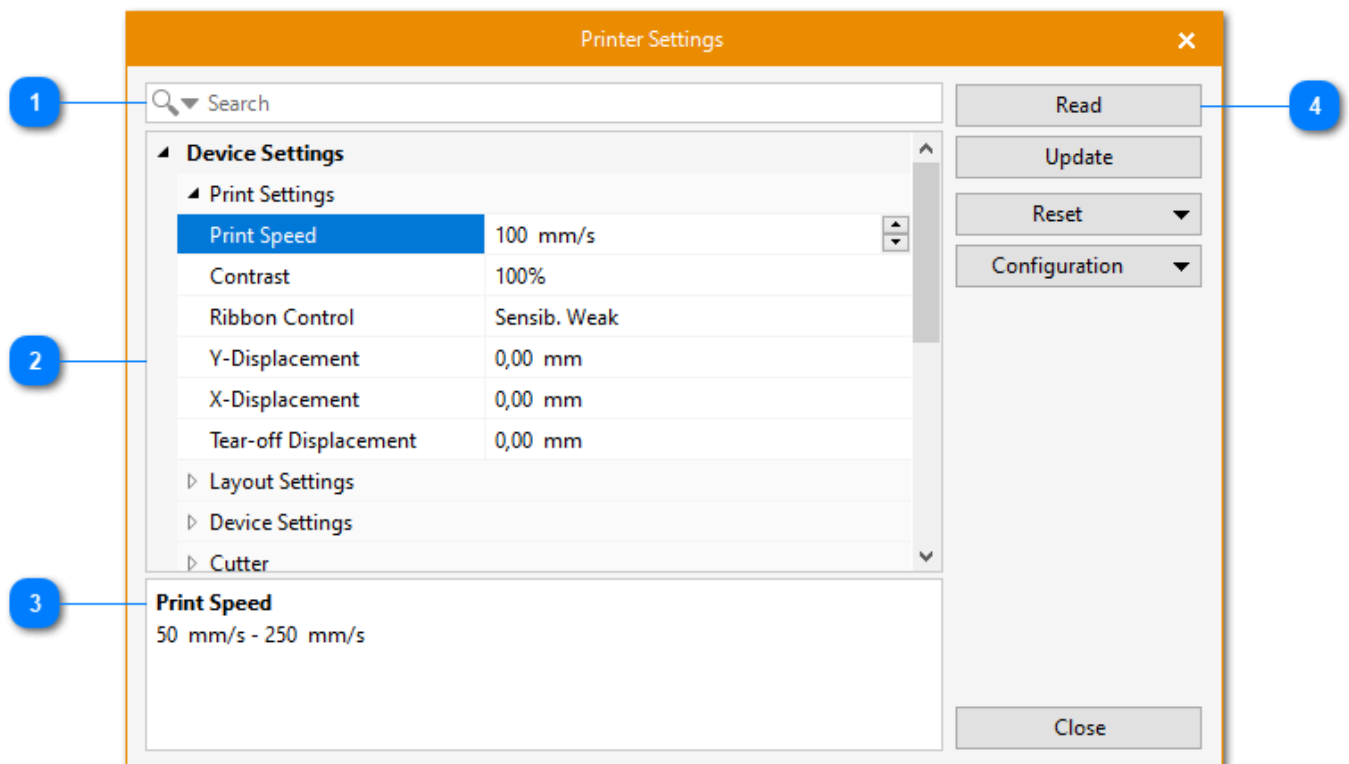 Printer Settings
1
Search
Read
4
Device Settings
Update
Print Settings
Reset
Print Speed 100 mm/s
Contrast 100%
Configuration
Ribbon Control Sensib. Weak
2
Y-Displacement 0,00 mm
X-Displacement 0,00 mm
Tear-off Displacement 0,00 mm
Layout Settings
Device Settings
Cutter
3
Print Speed
50 mm/s - 250 mm/s
Close